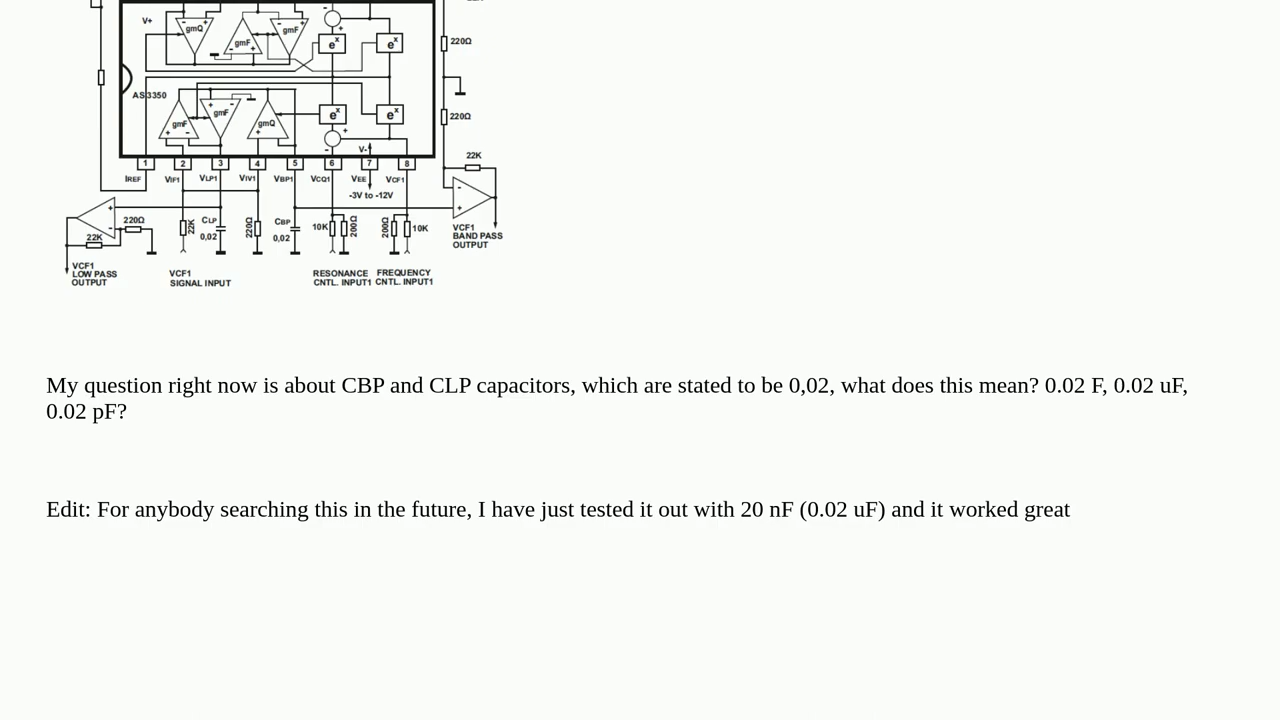 V+
gmQ
gmF
gmF
e^x
e^x
220Ω
AS3350
gmF
gmF
gmQ
e^x
e^x
220Ω
V-
22K
1 2 3 4 5 6 7 8
IREF VIF1 VLP1 VIV1 VBP1 VCQ1 VEE VCF1
-3V to -12V
220Ω
22K
22K
CLP
0,02
220Ω
CBP
0,02
10K
200Ω
200Ω
10K
VCF1
BAND PASS
OUTPUT
VCF1
LOW PASS
OUTPUT
VCF1
SIGNAL INPUT
RESONANCE
CNTL. INPUT1
FREQUENCY
CNTL. INPUT1
My question right now is about CBP and CLP capacitors, which are stated to be 0,02, what does this mean? 0.02 F, 0.02 uF,
0.02 pF?
Edit: For anybody searching this in the future, I have just tested it out with 20 nF (0.02 uF) and it worked great